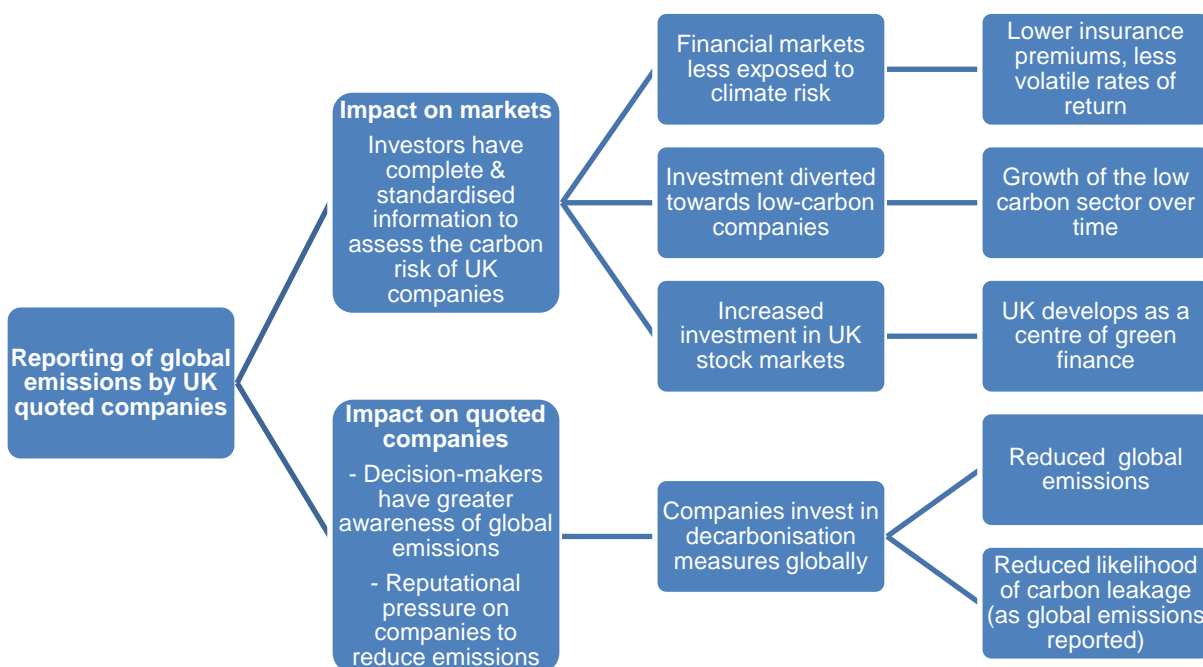 Reporting of global
emissions by UK
quoted companies
Impact on markets
Investors have
complete &
standardised
information to
assess the carbon
risk of UK
companies
Financial markets
less exposed to
climate risk
Lower insurance
premiums, less
volatile rates of
return
Investment diverted
towards low-carbon
companies
Growth of the low
carbon sector over
time
Increased
investment in UK
stock markets
UK develops as a
centre of green
finance
Impact on quoted
companies
- Decision-makers
have greater
awareness of global
emissions
- Reputational
pressure on
companies to
reduce emissions
Companies invest in
decarbonisation
measures globally
Reduced global
emissions
Reduced likelihood
of carbon leakage
(as global emissions
reported)